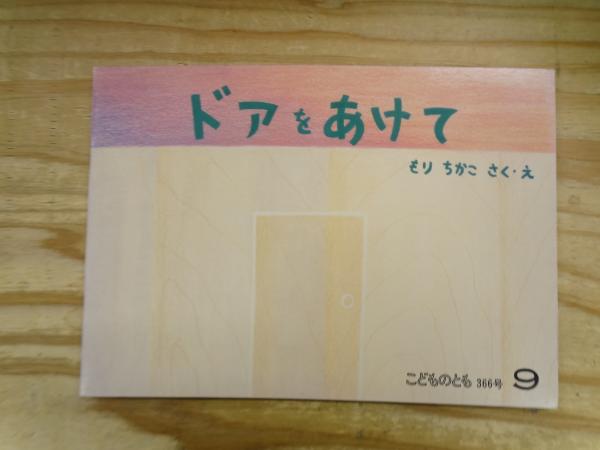 ドアをあけて
もり ちかこ さく・え
こどものとも 366号 9